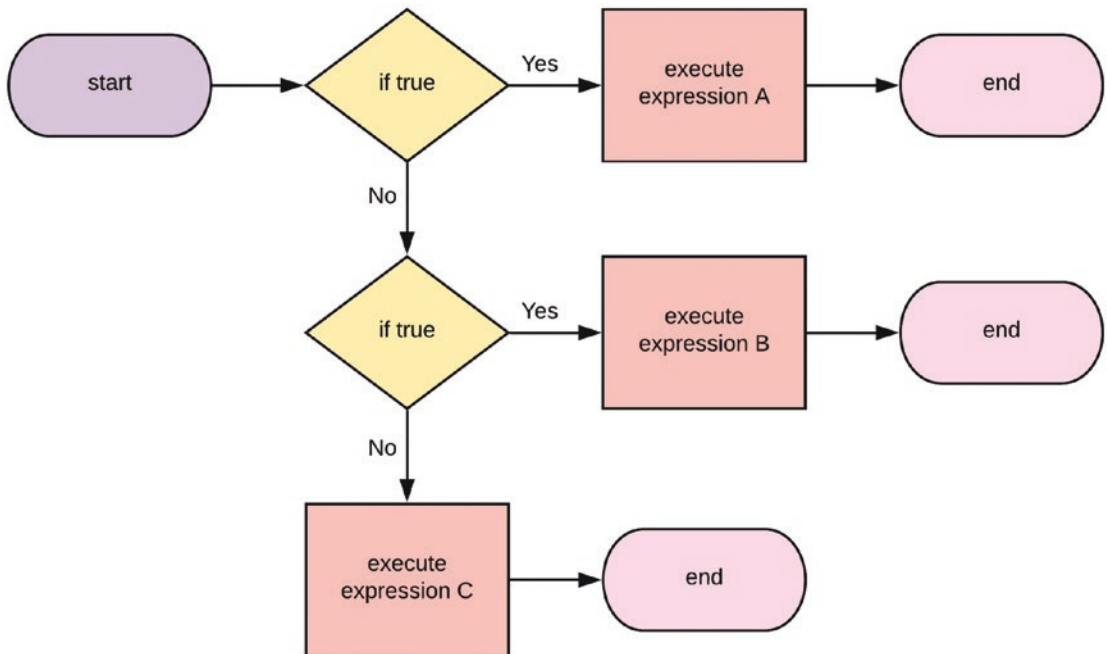 start
if true
Yes
execute
expression A
end
No
if true
Yes
execute
expression B
end
No
execute
expression C
end